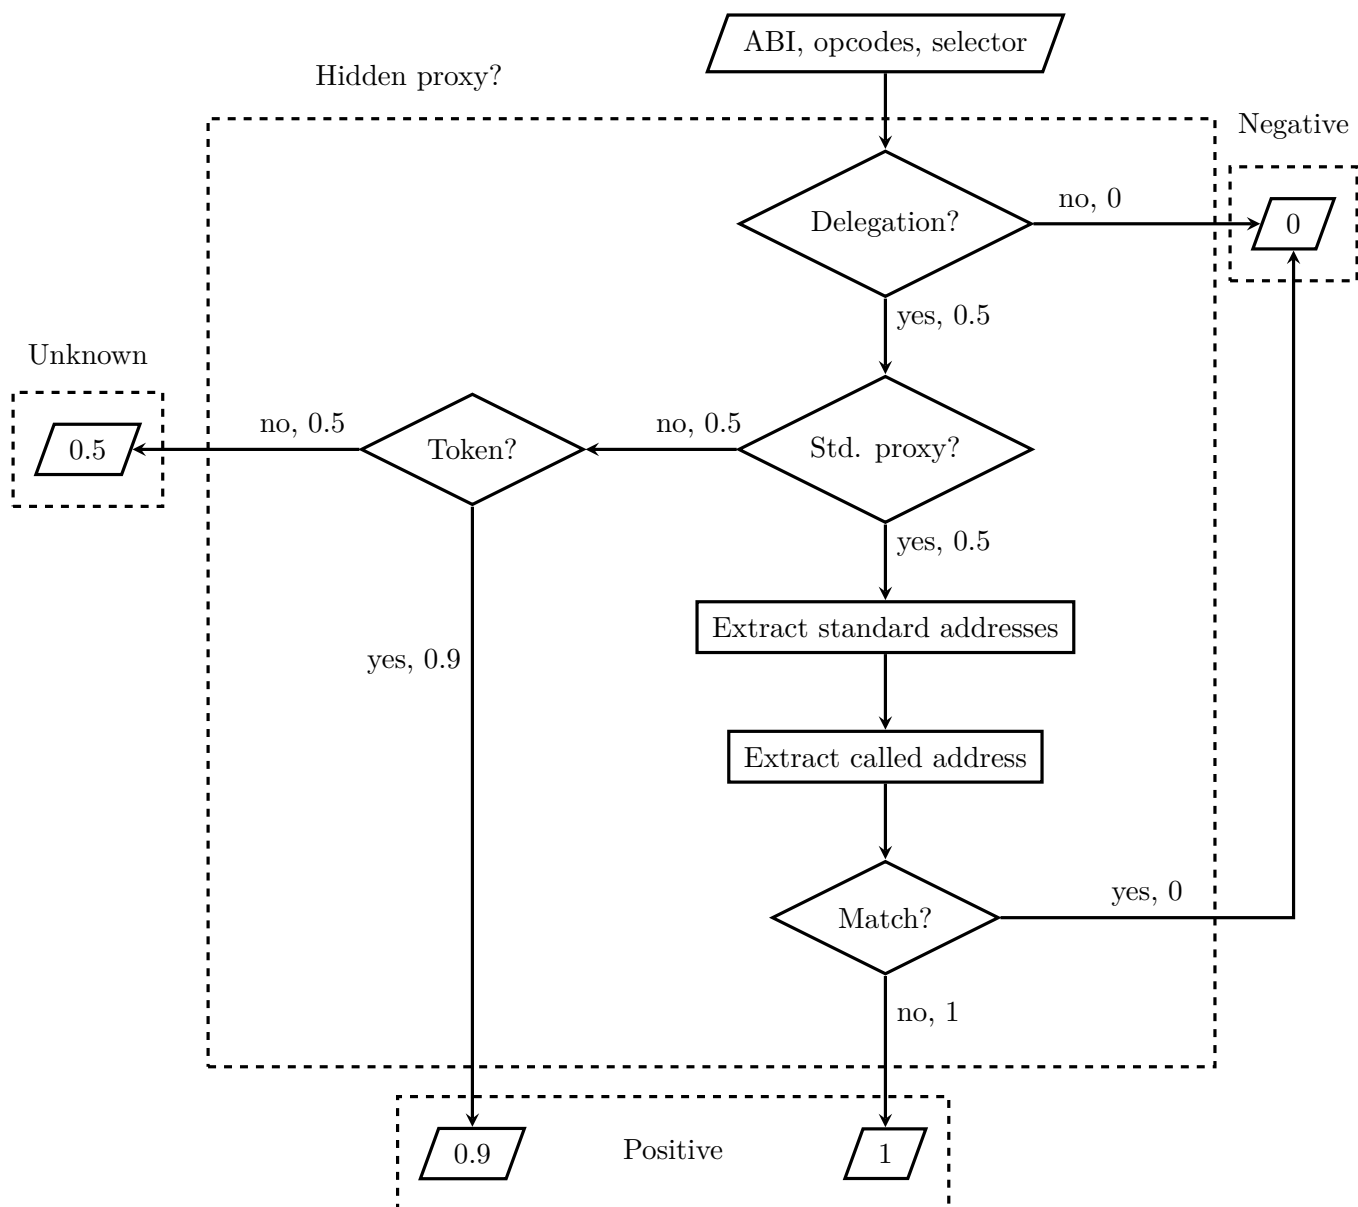 ABI, opcodes, selector
Hidden proxy?
Negative
Delegation?
no, 0
0
yes, 0.5
Unknown
0.5
no, 0.5
Token?
no, 0.5
Std. proxy?
yes, 0.5
Extract standard addresses
yes, 0.9
Extract called address
Match?
yes, 0
no, 1
0.9
Positive
1